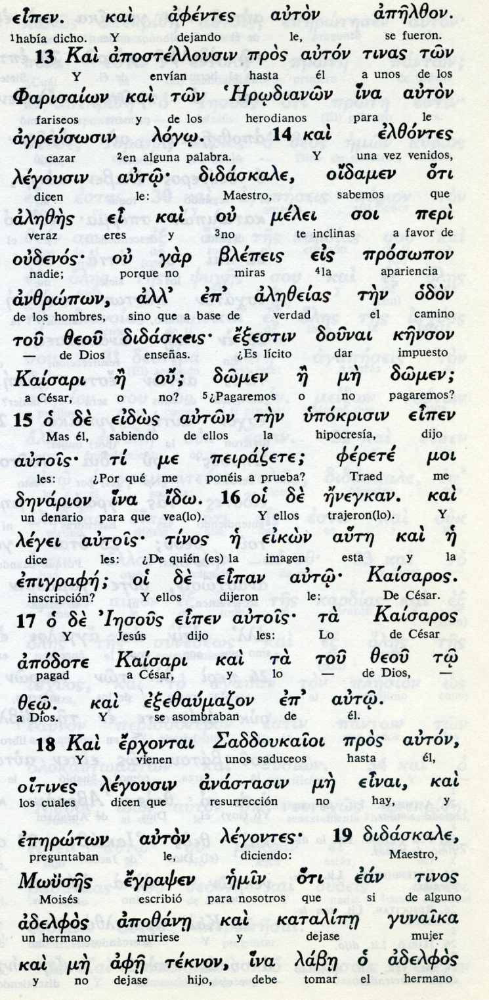 εἶπεν. καὶ ἀφέντες αὐτὸν ἀπῆλθον.
1había dicho. Y dejando le, se fueron.
13 Καὶ ἀποστέλλουσιν πρὸς αὐτόν τινας τῶν
Y envían hasta él a unos de los
Φαρισαίων καὶ τῶν Ἡρῳδιανῶν ἵνα αὐτὸν
fariseos y de los herodianos para le
ἀγρεύσωσιν λόγῳ. 14 καὶ ἐλθόντες
cazar 2en alguna palabra. Y una vez venidos,
λέγουσιν αὐτῷ· διδάσκαλε, οἴδαμεν ὅτι
dicen le: Maestro, sabemos que
ἀληθὴς εἶ καὶ οὐ μέλει σοι περὶ
veraz eres y 3no te inclinas a favor de
οὐδενός· οὐ γὰρ βλέπεις εἰς πρόσωπον
nadie; porque no miras 4la apariencia
ἀνθρώπων, ἀλλ' ἐπ' ἀληθείας τὴν ὁδὸν
de los hombres, sino que a base de verdad el camino
τοῦ θεοῦ διδάσκεις· ἔξεστιν δοῦναι κῆνσον
— de Dios enseñas. ¿Es lícito dar impuesto
Καίσαρι ἢ οὔ; δῶμεν ἢ μὴ δῶμεν;
a César, o no? 5¿Pagaremos o no pagaremos?
15 ὁ δὲ εἰδὼς αὐτῶν τὴν ὑπόκρισιν εἶπεν
Mas él, sabiendo de ellos la hipocresía, dijo
αὐτοῖς· τί με πειράζετε; φέρετέ μοι
les: ¿Por qué me ponéis a prueba? Traed me
δηνάριον ἵνα ἴδω. 16 οἱ δὲ ἤνεγκαν. καὶ
un denario para que vea(lo). Y ellos trajeron(lo). Y
λέγει αὐτοῖς· τίνος ἡ εἰκὼν αὕτη καὶ ἡ
dice les: ¿De quién (es) la imagen esta y la
ἐπιγραφή; οἱ δὲ εἶπαν αὐτῷ· Καίσαρος.
inscripción? Y ellos dijeron le: De César.
17 ὁ δὲ Ἰησοῦς εἶπεν αὐτοῖς· τὰ Καίσαρος
Y Jesús dijo les: Lo de César
ἀπόδοτε Καίσαρι καὶ τὰ τοῦ θεοῦ τῷ
pagad a César, y lo — de Dios, —
θεῷ. καὶ ἐξεθαύμαζον ἐπ' αὐτῷ.
a Dios. Y se asombraban de él.
18 Καὶ ἔρχονται Σαδδουκαῖοι πρὸς αὐτόν,
Y vienen unos saduceos hasta él,
οἵτινες λέγουσιν ἀνάστασιν μὴ εἶναι, καὶ
los cuales dicen que resurrección no hay, y
ἐπηρώτων αὐτὸν λέγοντες· 19 διδάσκαλε,
preguntaban le, diciendo: Maestro,
Μωϋσῆς ἔγραψεν ἡμῖν ὅτι ἐάν τινος
Moisés escribió para nosotros que si de alguno
ἀδελφὸς ἀποθάνῃ καὶ καταλίπῃ γυναῖκα
un hermano muriese y dejase mujer
καὶ μὴ ἀφῇ τέκνον, ἵνα λάβῃ ὁ ἀδελφὸς
y no dejase hijo, debe tomar el hermano